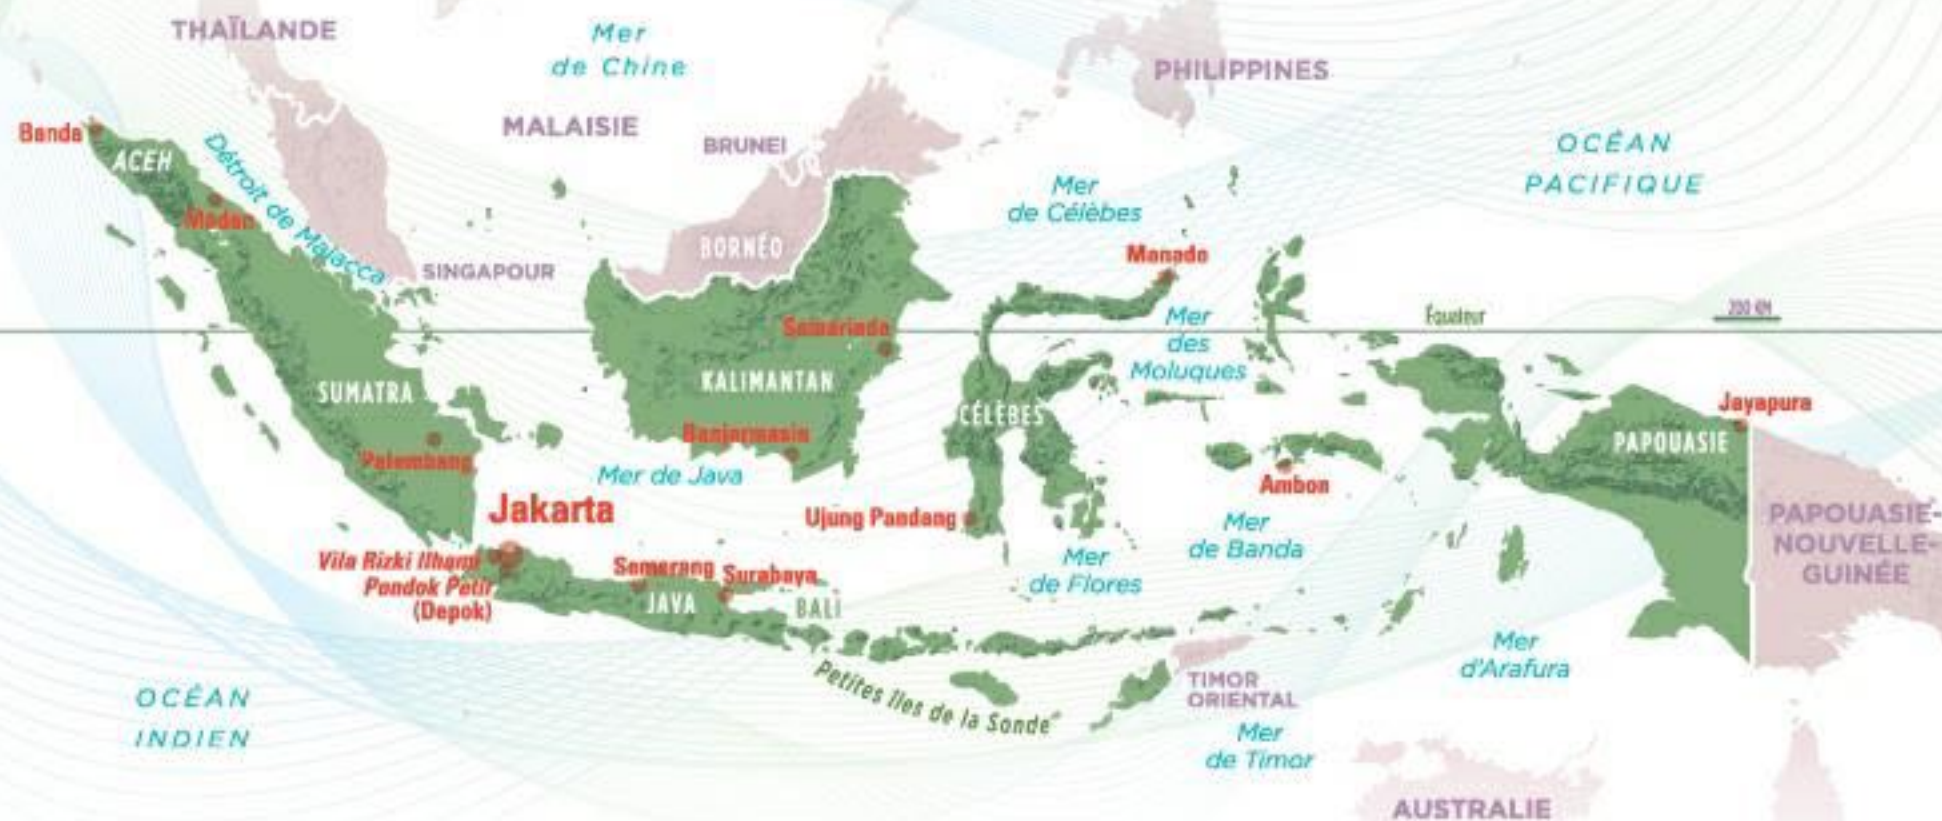 THAÏLANDE
Mer
de Chine
PHILIPPINES
MALAISIE
BRUNEI
OCÉAN
PACIFIQUE
Banda
ACEH
Détroit de Malacca
Medan
Mer
de Célèbes
BORNÉO
SINGAPOUR
Manado
Équateur
200 KM
Samarinda
Mer
des
Moluques
SUMATRA
KALIMANTAN
CÉLÈBES
Jayapura
PAPOUASIE
Banjarmasin
Palembang
Mer de Java
Ambon
Jakarta
Ujung Pandang
Mer
de Banda
PAPOUASIE-
NOUVELLE-
GUINÉE
Vila Rizki Ilhami
Pondok Petir
(Depok)
Semarang
Surabaya
JAVA
BALI
Mer
de Flores
Mer
d'Arafura
Petites Iles de la Sonde
TIMOR
ORIENTAL
OCÉAN
INDIEN
Mer
de Timor
AUSTRALIE